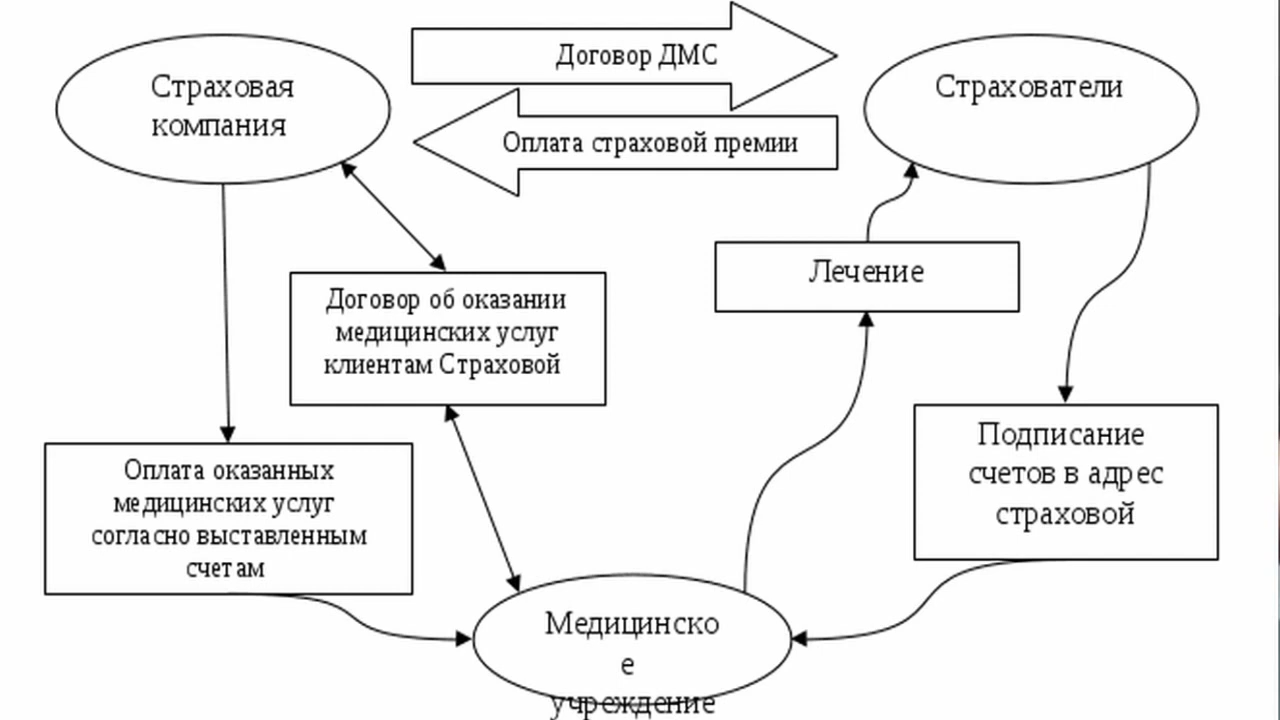 Договор ДМС
Страховая
компания
Страхователи
Оплата страховой премии
Лечение
Договор об оказании
медицинских услуг
клиентам Страховой
Подписание
счетов в адрес
страховой
Оплата оказанных
медицинских услуг
согласно выставленным
счетам
Медицинско
е
учреждение